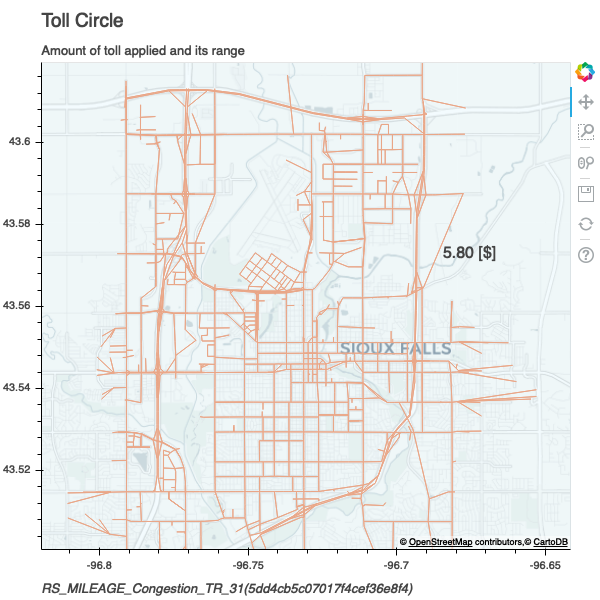 Toll Circle
Amount of toll applied and its range
43.6
43.58
5.80 [$]
43.56
SIOUX FALLS
43.54
43.52
© OpenStreetMap contributors,© CartoDB
-96.8
-96.75
-96.7
-96.65
RS_MILEAGE_Congestion_TR_31(5dd4cb5c07017f4cef36e8f4)